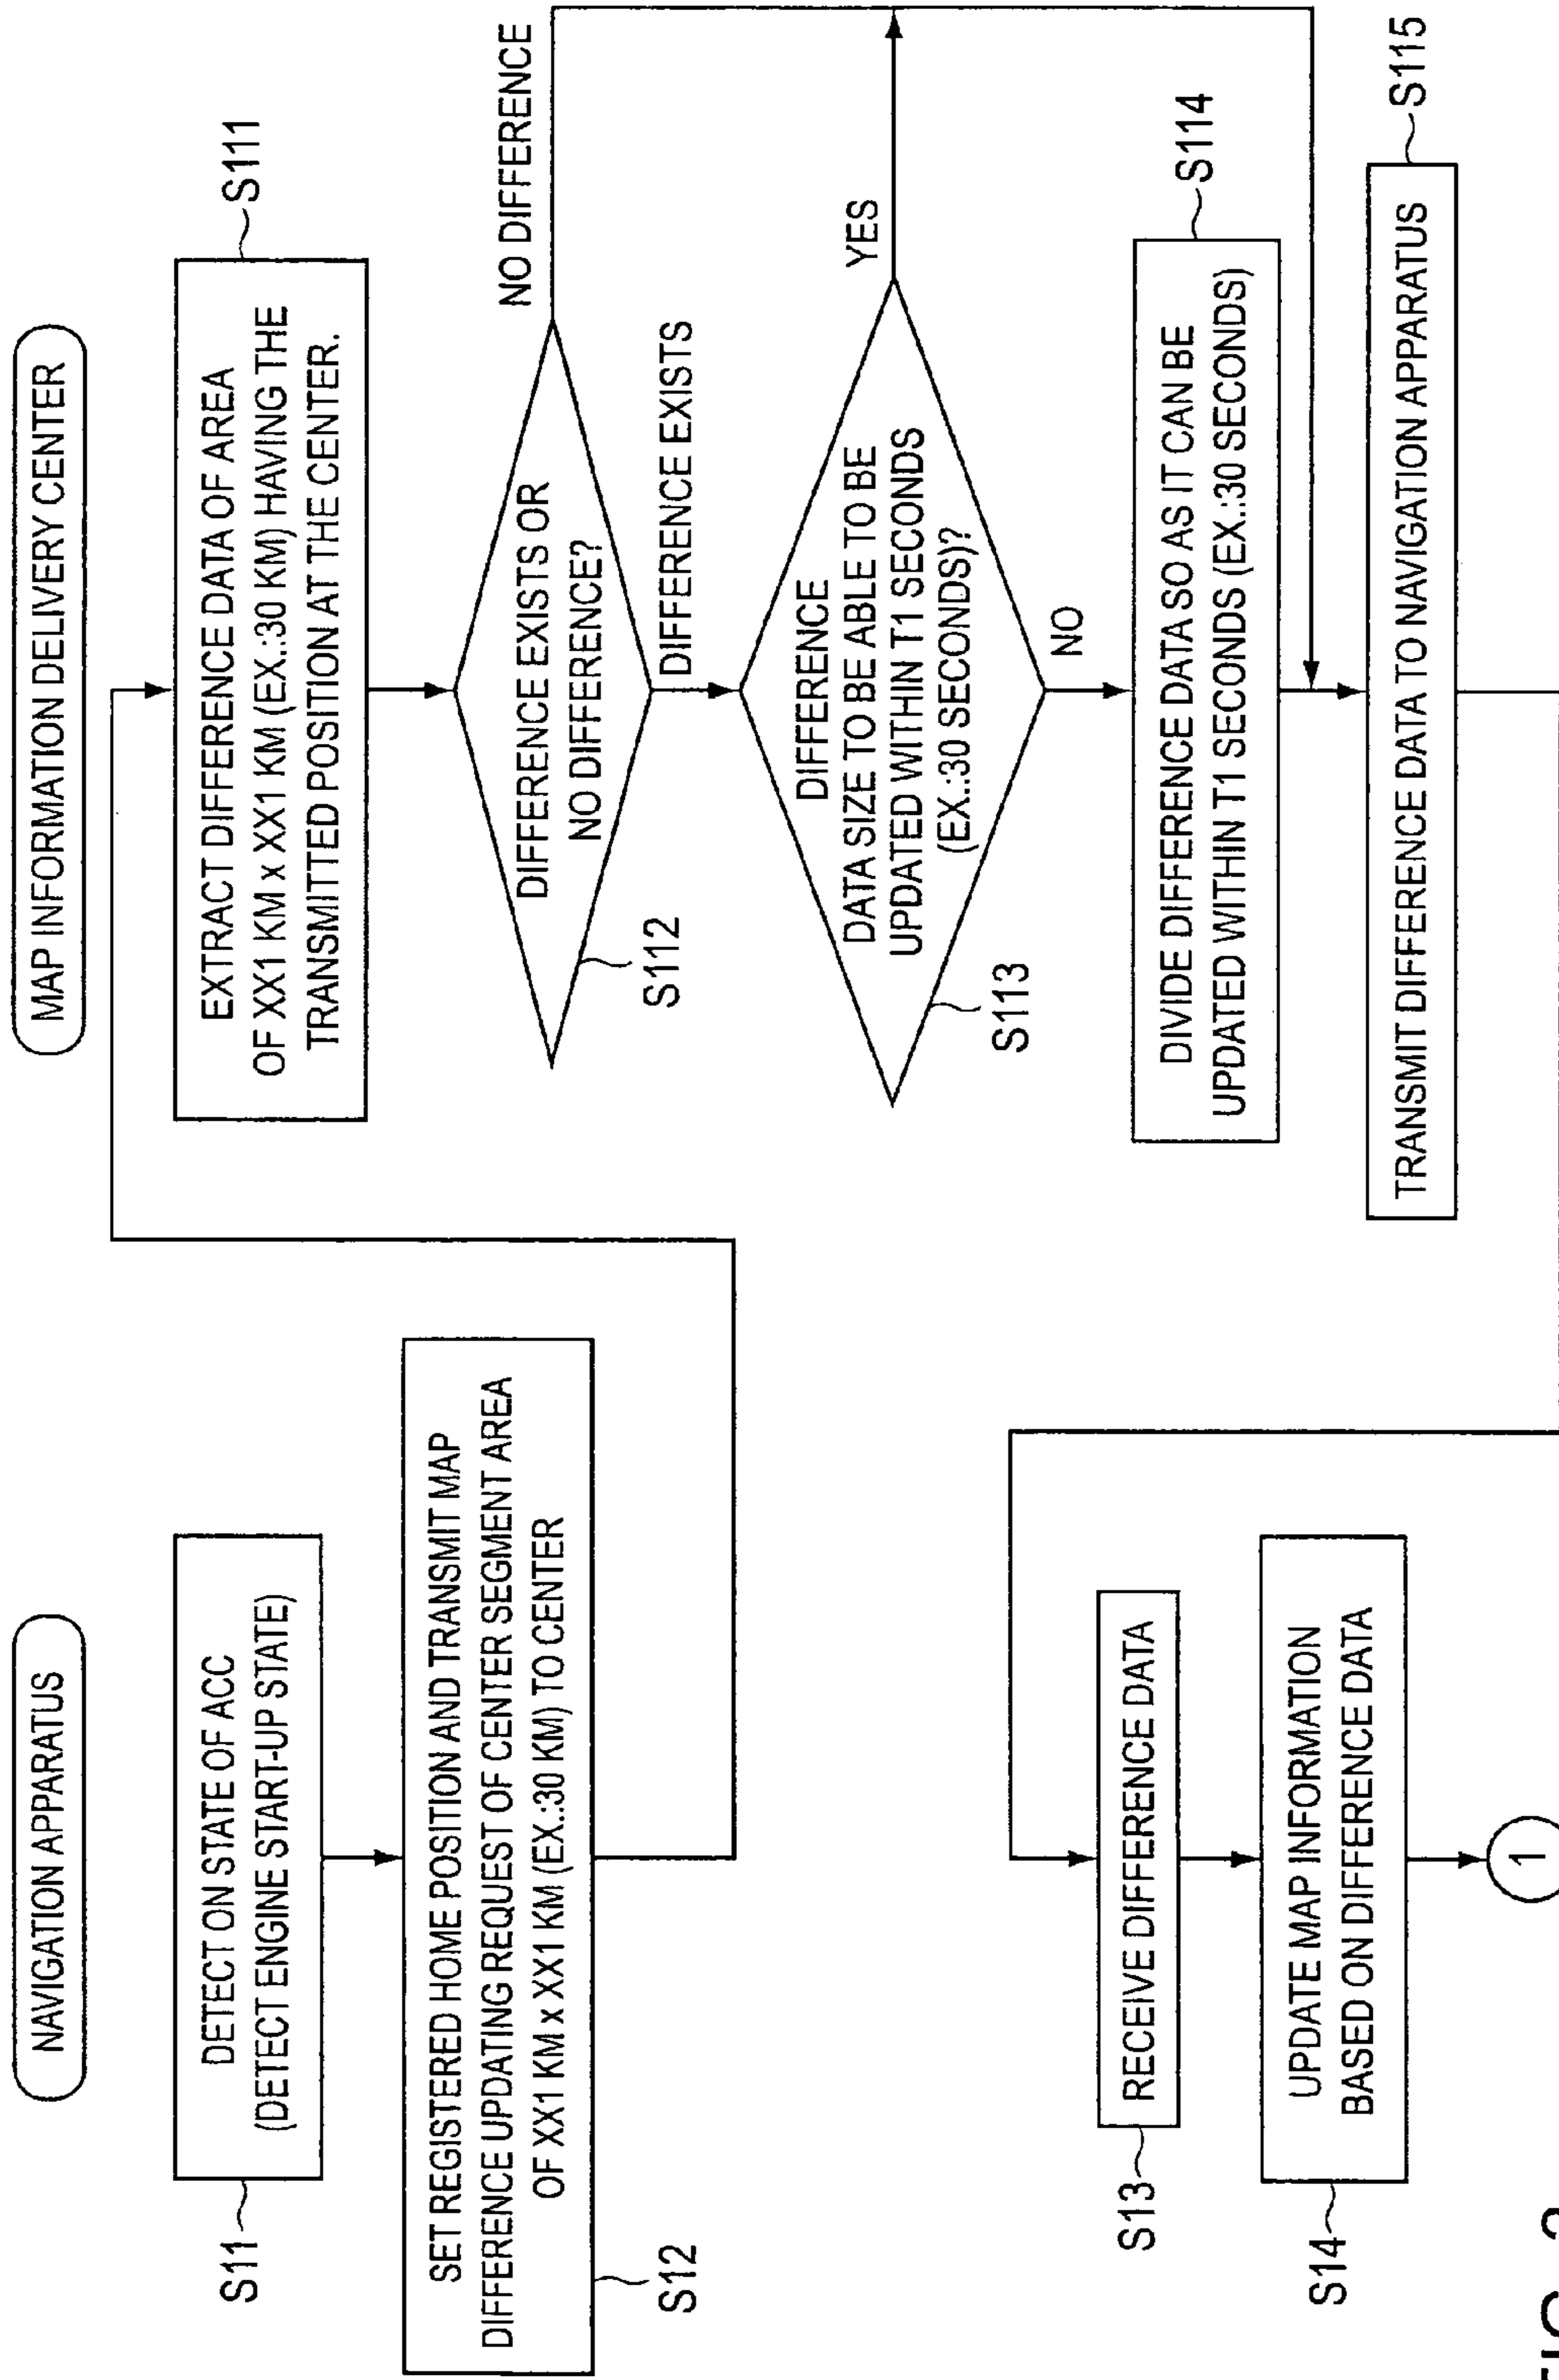 NAVIGATION APPARATUS
S11
DETECT ON STATE OF ACC
(DETECT ENGINE START-UP STATE)
SET REGISTERED HOME POSITION AND TRANSMIT MAP
DIFFERENCE UPDATING REQUEST OF CENTER SEGMENT AREA
OF XX1 KM x XX1 KM (EX.:30 KM) TO CENTER
S12
S13
RECEIVE DIFFERENCE DATA
S14
UPDATE MAP INFORMATION
BASED ON DIFFERENCE DATA
1
MAP INFORMATION DELIVERY CENTER
S111
EXTRACT DIFFERENCE DATA OF AREA
OF XX1 KM x XX1 KM (EX.:30 KM) HAVING THE
TRANSMITTED POSITION AT THE CENTER.
DIFFERENCE EXISTS OR
NO DIFFERENCE?
NO DIFFERENCE
S112
DIFFERENCE EXISTS
DIFFERENCE
DATA SIZE TO BE ABLE TO BE
UPDATED WITHIN T1 SECONDS
(EX.:30 SECONDS)?
YES
S113
NO
S114
DIVIDE DIFFERENCE DATA SO AS IT CAN BE
UPDATED WITHIN T1 SECONDS (EX.:30 SECONDS)
TRANSMIT DIFFERENCE DATA TO NAVIGATION APPARATUS
S115